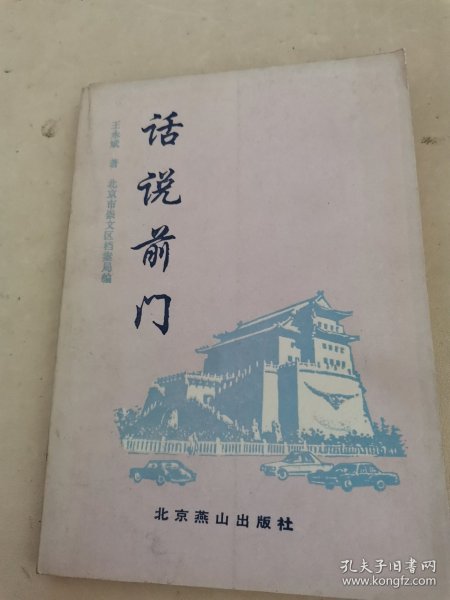 话说前门
王永斌 著 北京市崇文区档案局编
北京燕山出版社
孔夫子旧书网
www.kongfz.com